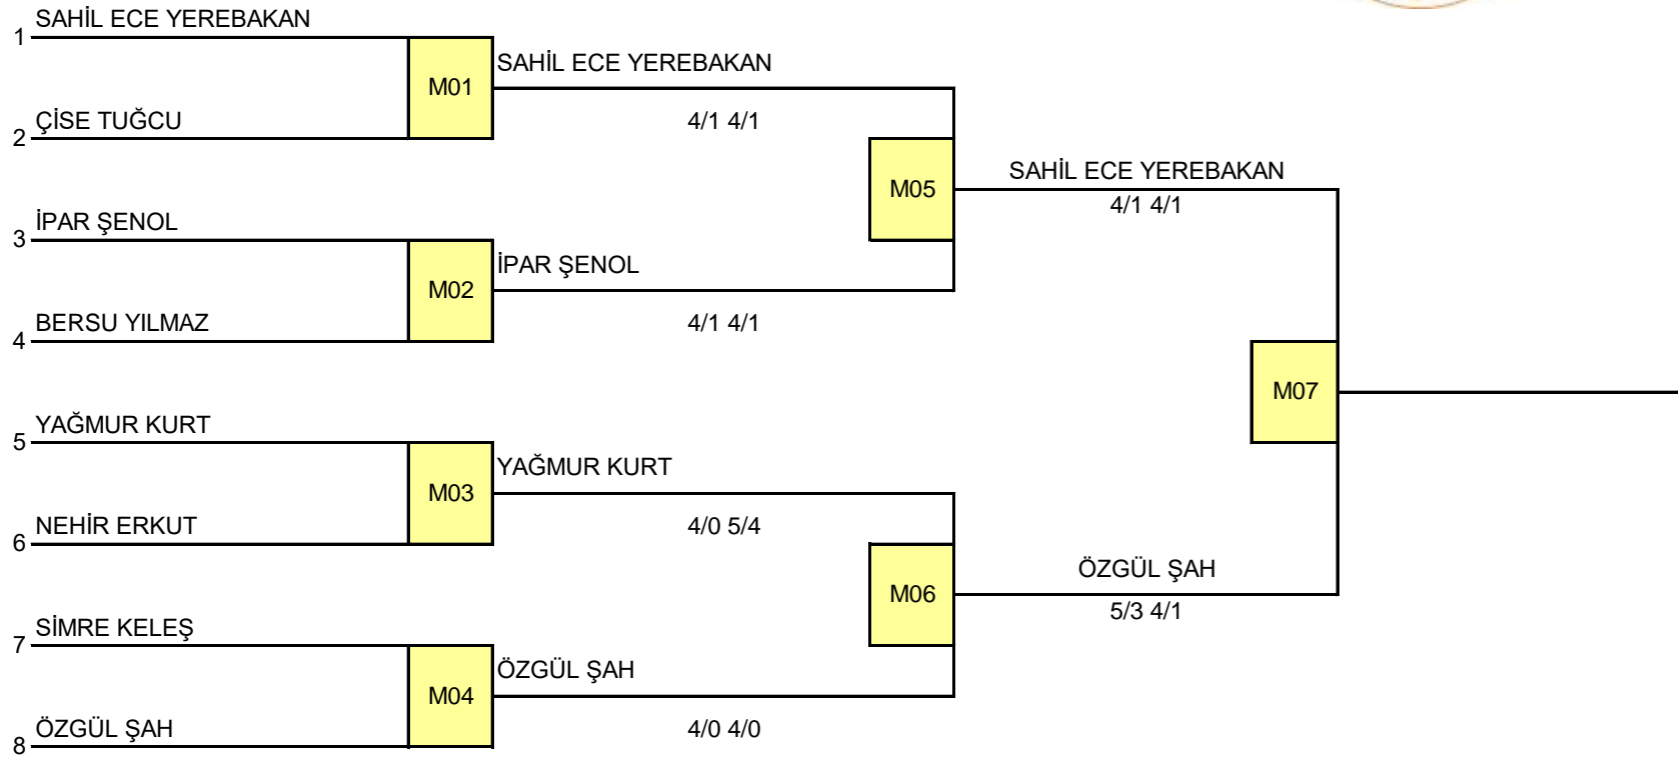 SAHİL ECE YEREBAKAN
1
SAHİL ECE YEREBAKAN
M01
ÇİSE TUĞCU
4/1 4/1
2
SAHİL ECE YEREBAKAN
M05
4/1 4/1
İPAR ŞENOL
3
İPAR ŞENOL
M02
BERSU YILMAZ
4/1 4/1
4
M07
YAĞMUR KURT
5
YAĞMUR KURT
M03
NEHİR ERKUT
4/0 5/4
6
ÖZGÜL ŞAH
M06
5/3 4/1
SİMRE KELEŞ
7
ÖZGÜL ŞAH
M04
ÖZGÜL ŞAH
4/0 4/0
8